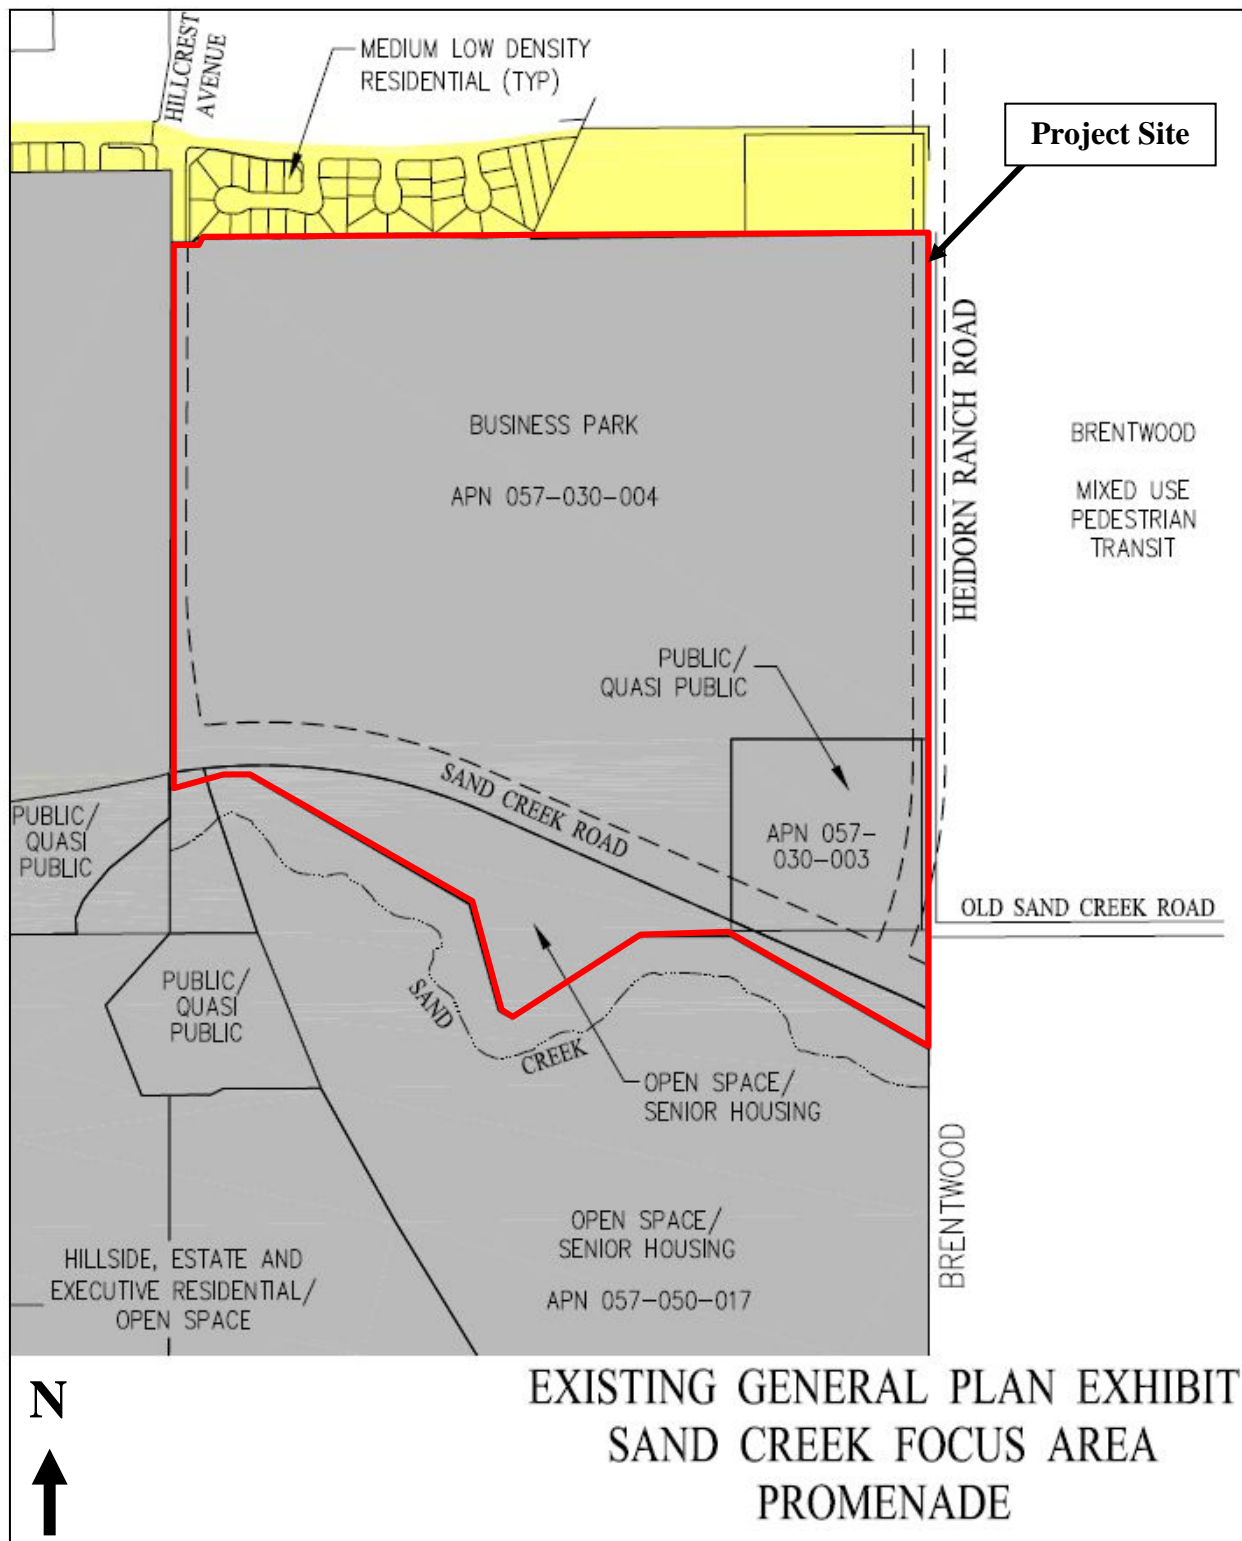 HILLCREST
AVENUE
MEDIUM LOW DENSITY
RESIDENTIAL (TYP)
Project Site
HEIDORN RANCH ROAD
BUSINESS PARK
APN 057-030-004
BRENTWOOD
MIXED USE
PEDESTRIAN
TRANSIT
PUBLIC/
QUASI PUBLIC
SAND CREEK ROAD
APN 057-
030-003
PUBLIC/
QUASI
PUBLIC
OLD SAND CREEK ROAD
PUBLIC/
QUASI
PUBLIC
SAND
CREEK
OPEN SPACE/
SENIOR HOUSING
BRENTWOOD
OPEN SPACE/
SENIOR HOUSING
APN 057-050-017
HILLSIDE, ESTATE AND
EXECUTIVE RESIDENTIAL/
OPEN SPACE
N
EXISTING GENERAL PLAN EXHIBIT
SAND CREEK FOCUS AREA
PROMENADE